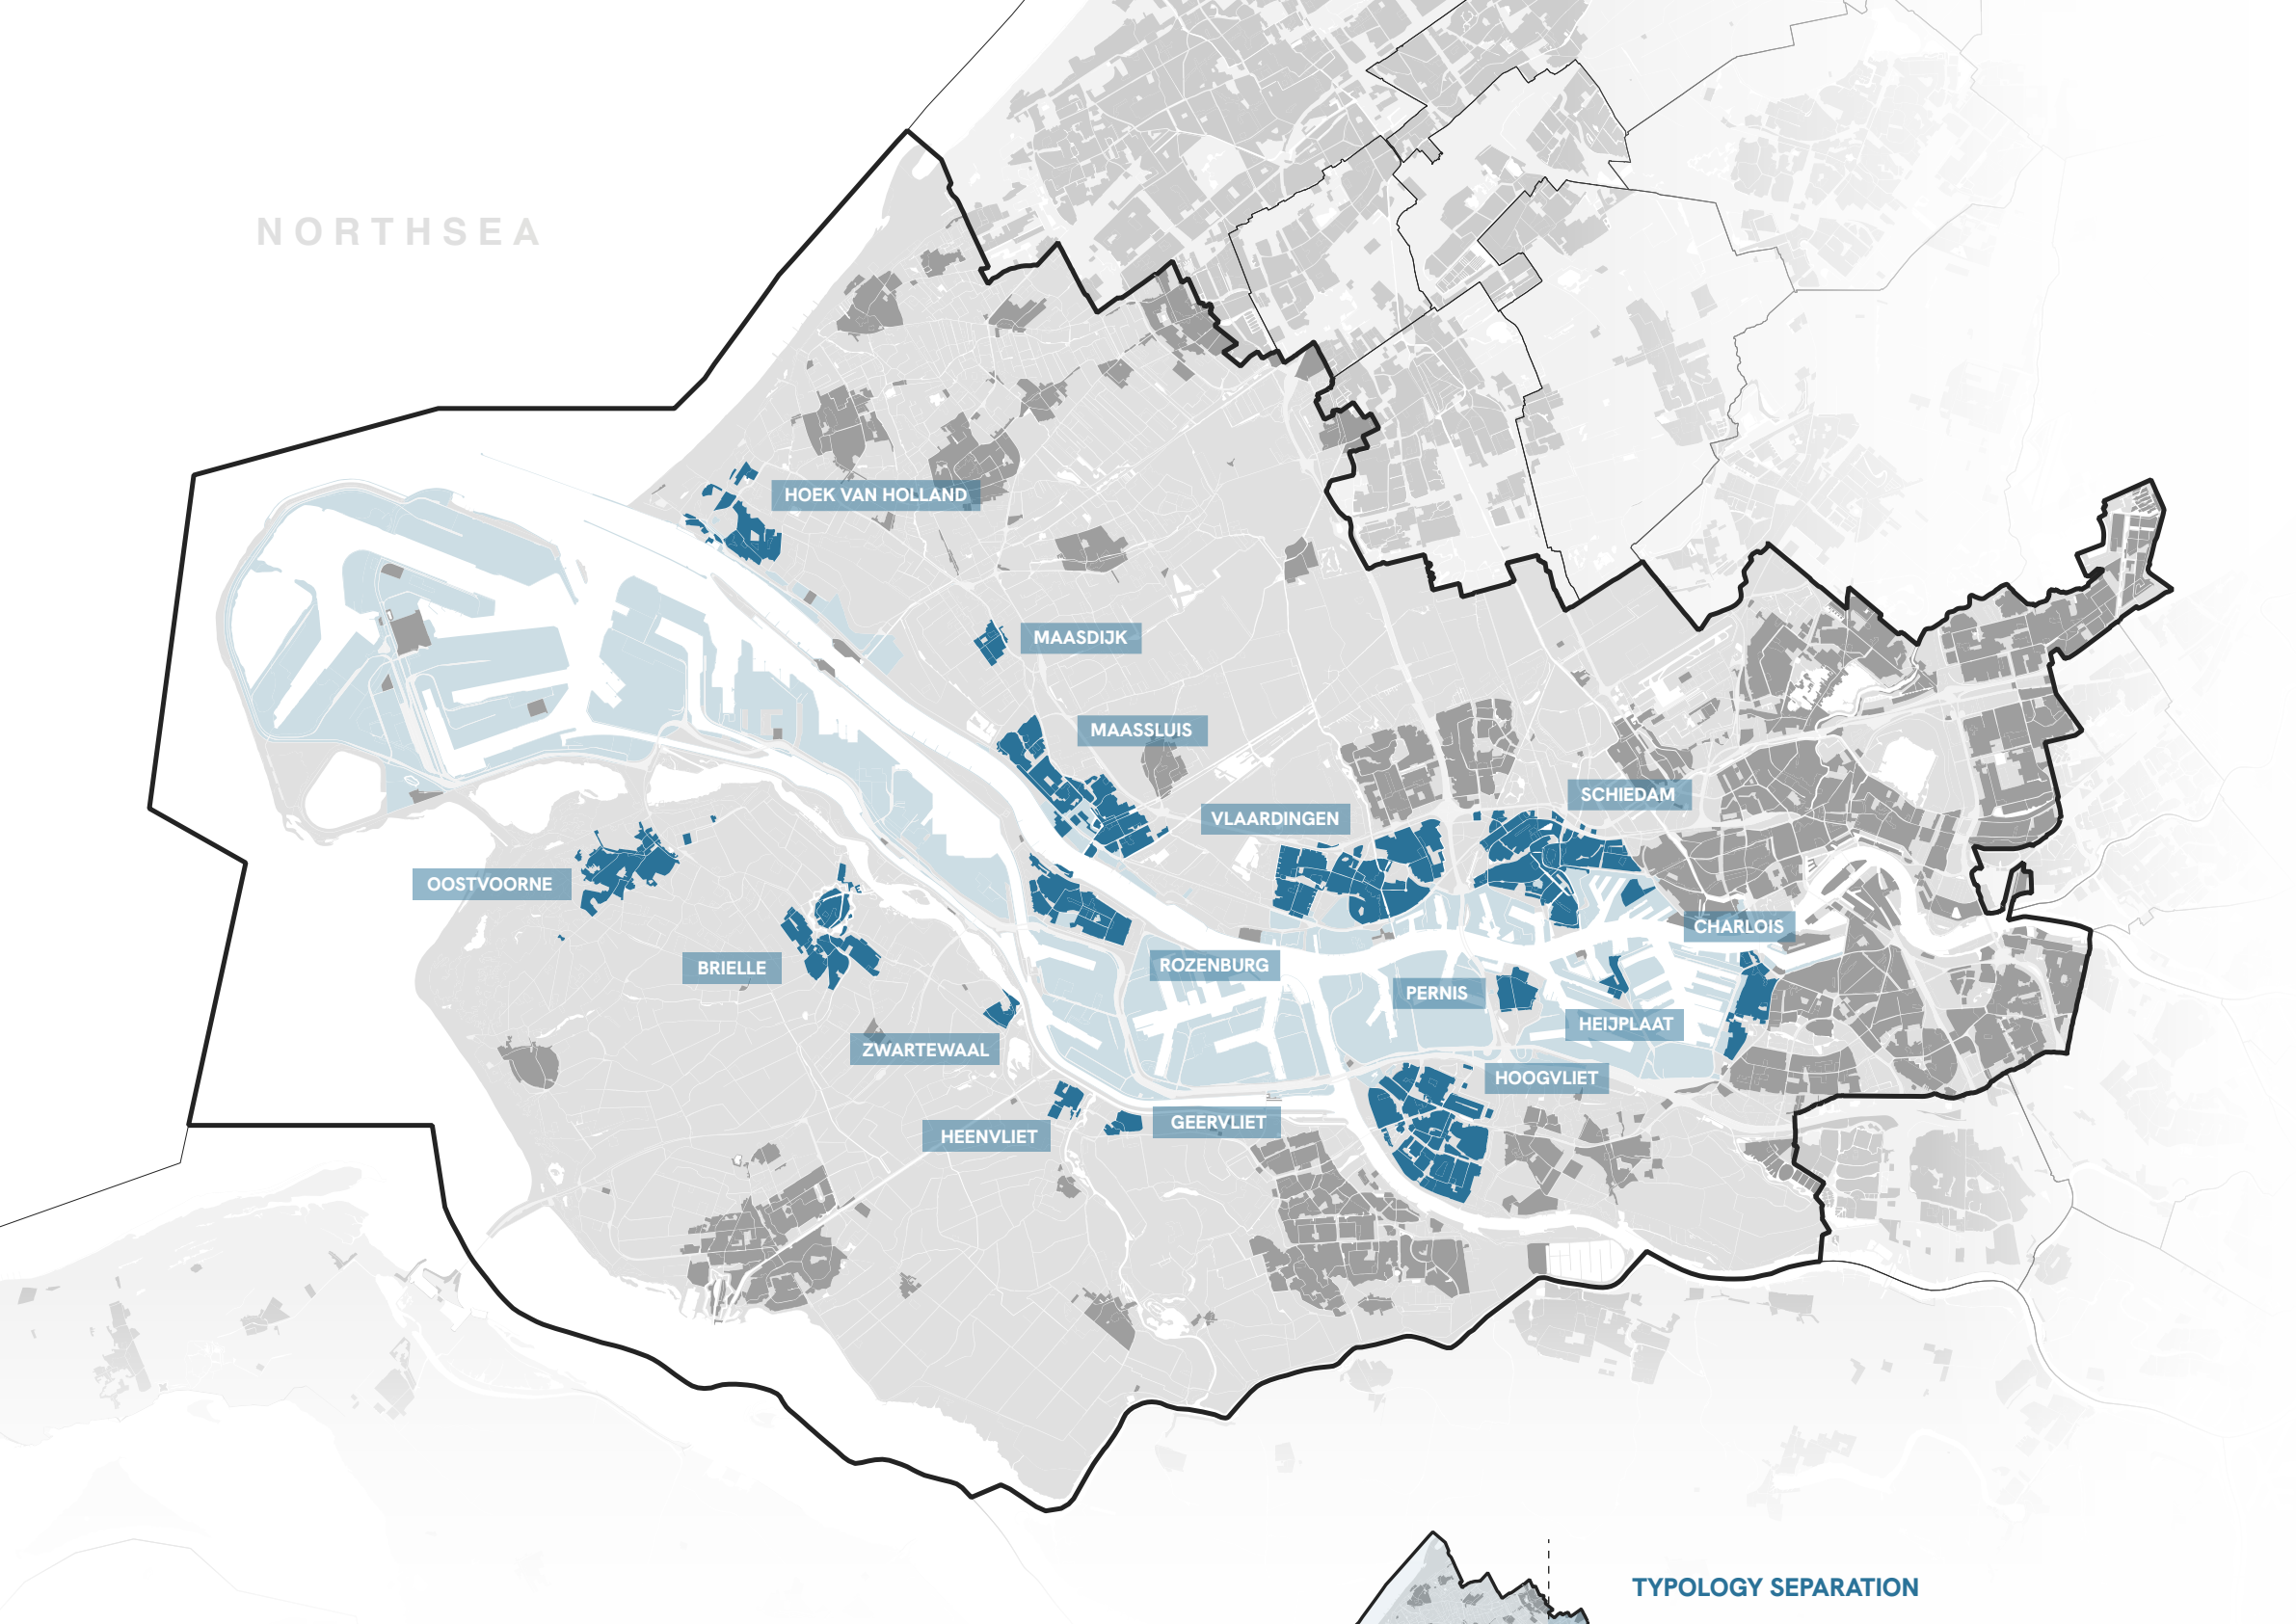 NORTHSEA
HOEK VAN HOLLAND
MAASDIJK
MAASSLUIS
SCHIEDAM
VLAARDINGEN
OOSTVOORNE
CHARLOIS
ROZENBURG
BRIELLE
PERNIS
HEIJPLAAT
ZWARTEWAAL
HOOGVLIET
GEERVLIET
HEENVLIET
TYPOLOGY SEPARATION